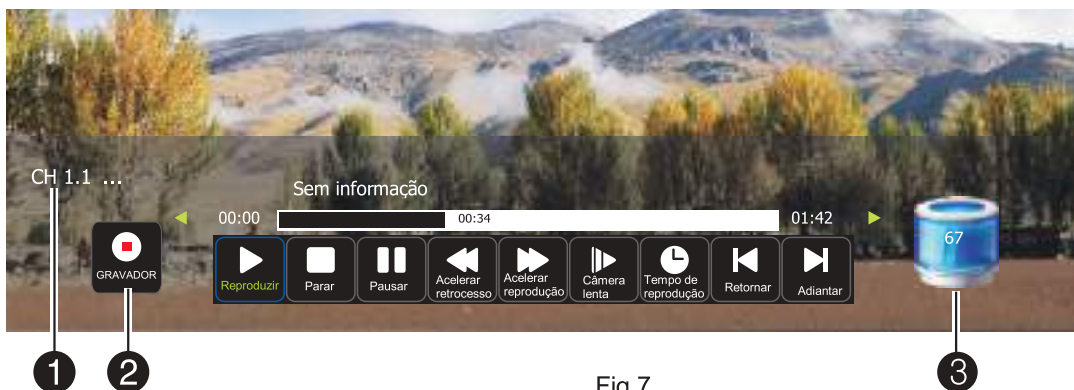 CH 1.1 ...
Sem informação
00:00
00:34
01:42
67
GRAVADOR
Reproduzir
Parar
Pausar
Acelerar
retrocesso
Acelerar
reprodução
Câmera
lenta
Tempo de
reprodução
Retornar
Adiantar
1
2
3
Fig 7